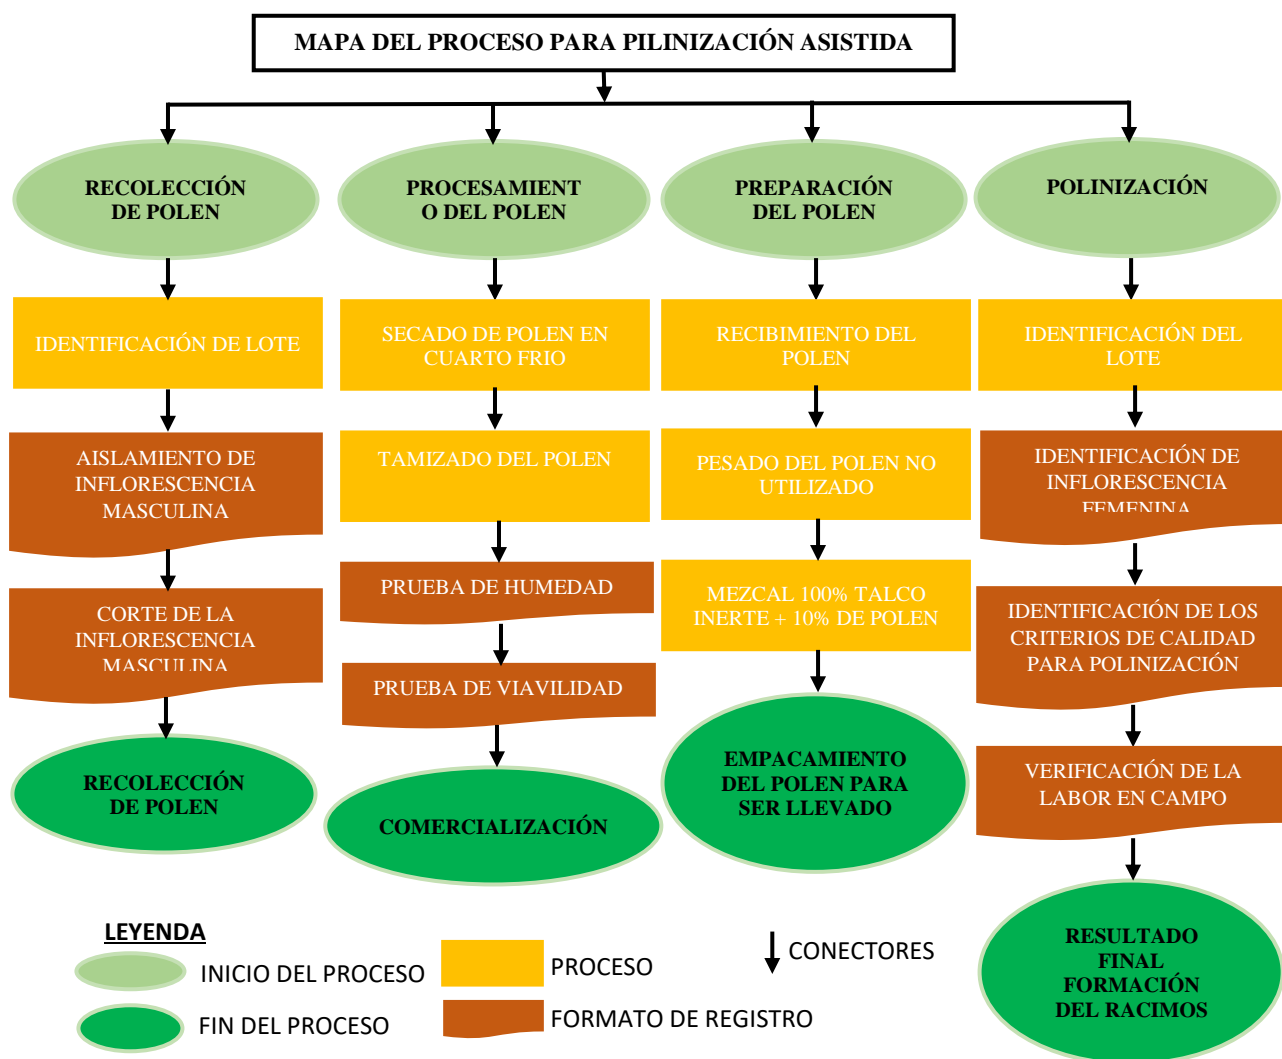 MAPA DEL PROCESO PARA PILINIZACIÓN ASISTIDA
RECOLECCIÓN
DE POLEN
IDENTIFICACIÓN DE LOTE
AISLAMIENTO DE
INFLORESCENCIA
MASCULINA
CORTE DE LA
INFLORESCENCIA
MASCULINA
RECOLECCIÓN
DE POLEN
PROCESAMIENT
O DEL POLEN
SECADO DE POLEN EN
CUARTO FRIO
TAMIZADO DEL POLEN
PRUEBA DE HUMEDAD
PRUEBA DE VIAVILIDAD
COMERCIALIZACIÓN
PREPARACIÓN
DEL POLEN
RECIBIMIENTO DEL
POLEN
PESADO DEL POLEN NO
UTILIZADO
MEZCAL 100% TALCO
INERTE + 10% DE POLEN
EMPACAMIENTO
DEL POLEN PARA
SER LLEVADO
POLINIZACIÓN
IDENTIFICACIÓN DEL
LOTE
IDENTIFICACIÓN DE
INFLORESCENCIA
FEMENINA
IDENTIFICACIÓN DE LOS
CRITERIOS DE CALIDAD
PARA POLINIZACIÓN
VERIFICACIÓN DE LA
LABOR EN CAMPO
RESULTADO
FINAL
FORMACIÓN
DEL RACIMOS
LEYENDA
INICIO DEL PROCESO
FIN DEL PROCESO
PROCESO
FORMATO DE REGISTRO
CONECTORES